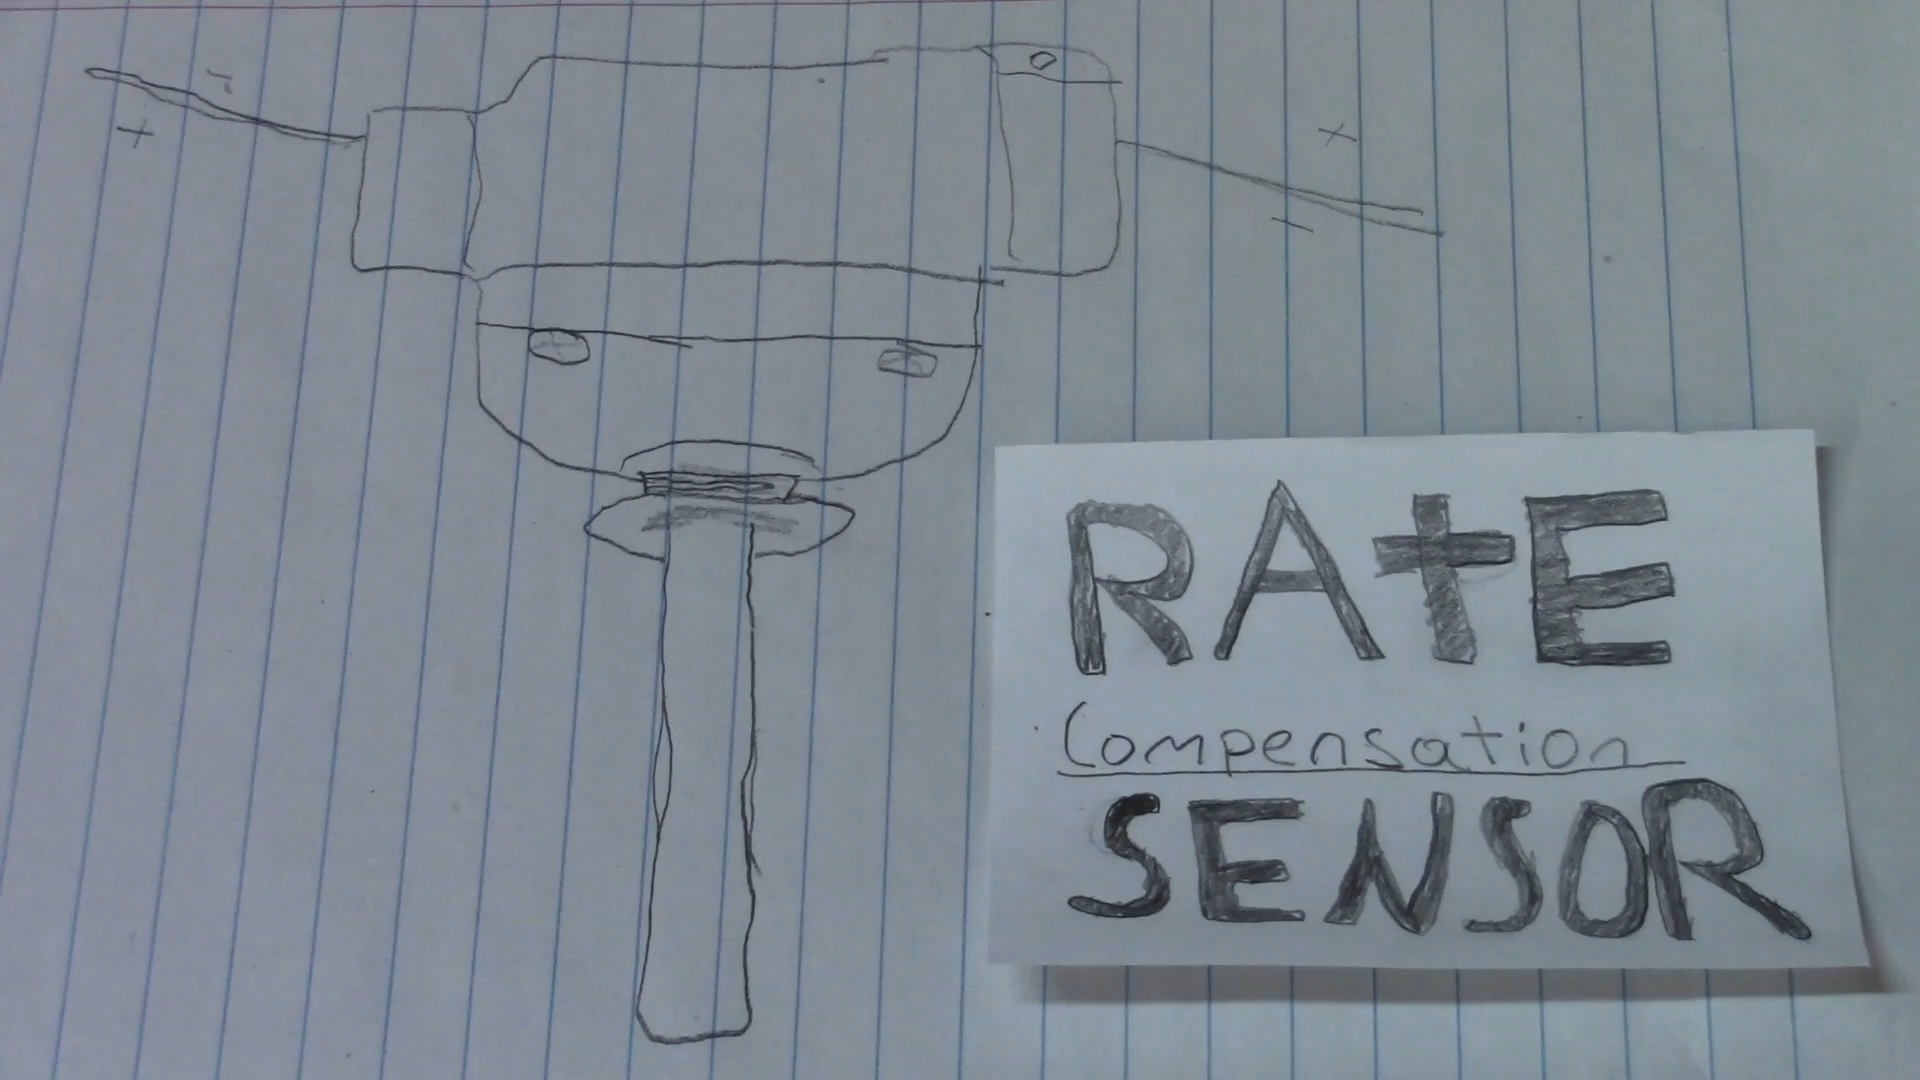 - +
+ -
RAtE
Compensation
SENSOR